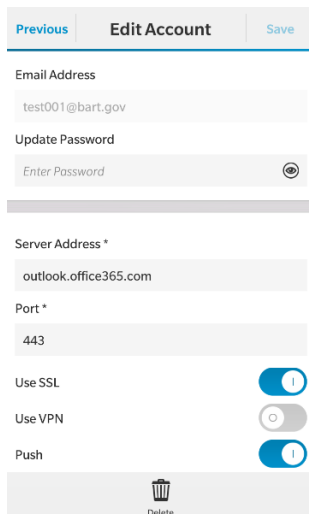 Previous Edit Account Save
Email Address
test001@bart.gov
Update Password
Enter Password
Server Address *
outlook.office365.com
Port *
443
Use SSL
Use VPN
Push
Delete